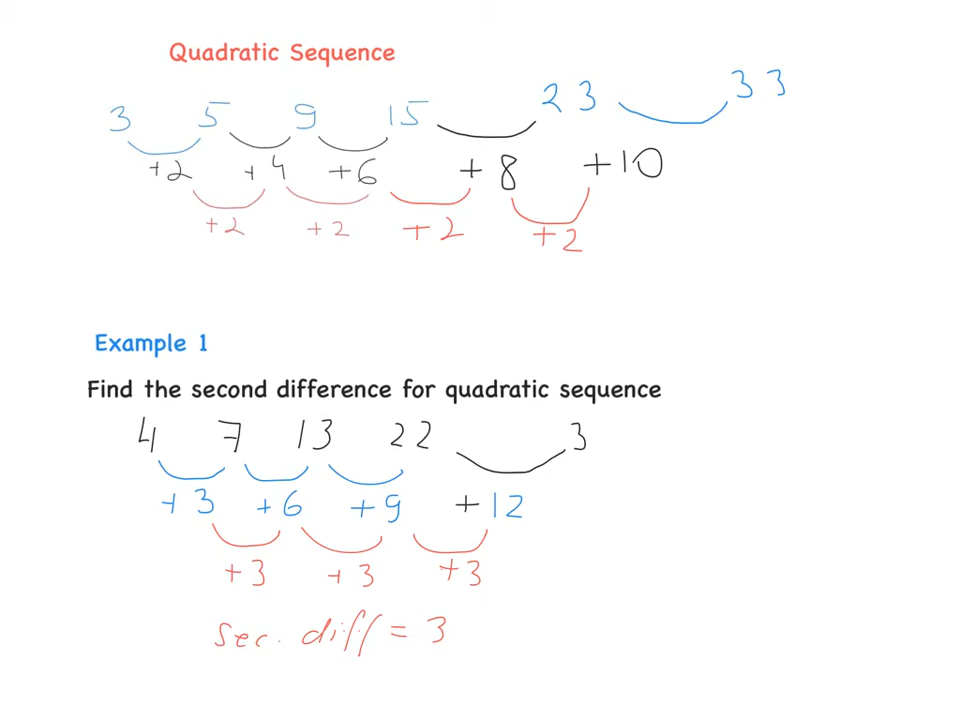 Quadratic Sequence
3 5 9 15 23 33
+2 +4 +6 +8 +10
+2 +2 +2 +2
Example 1
Find the second difference for quadratic sequence
4 7 13 22 3
+3 +6 +9 +12
+3 +3 +3
sec. diff = 3